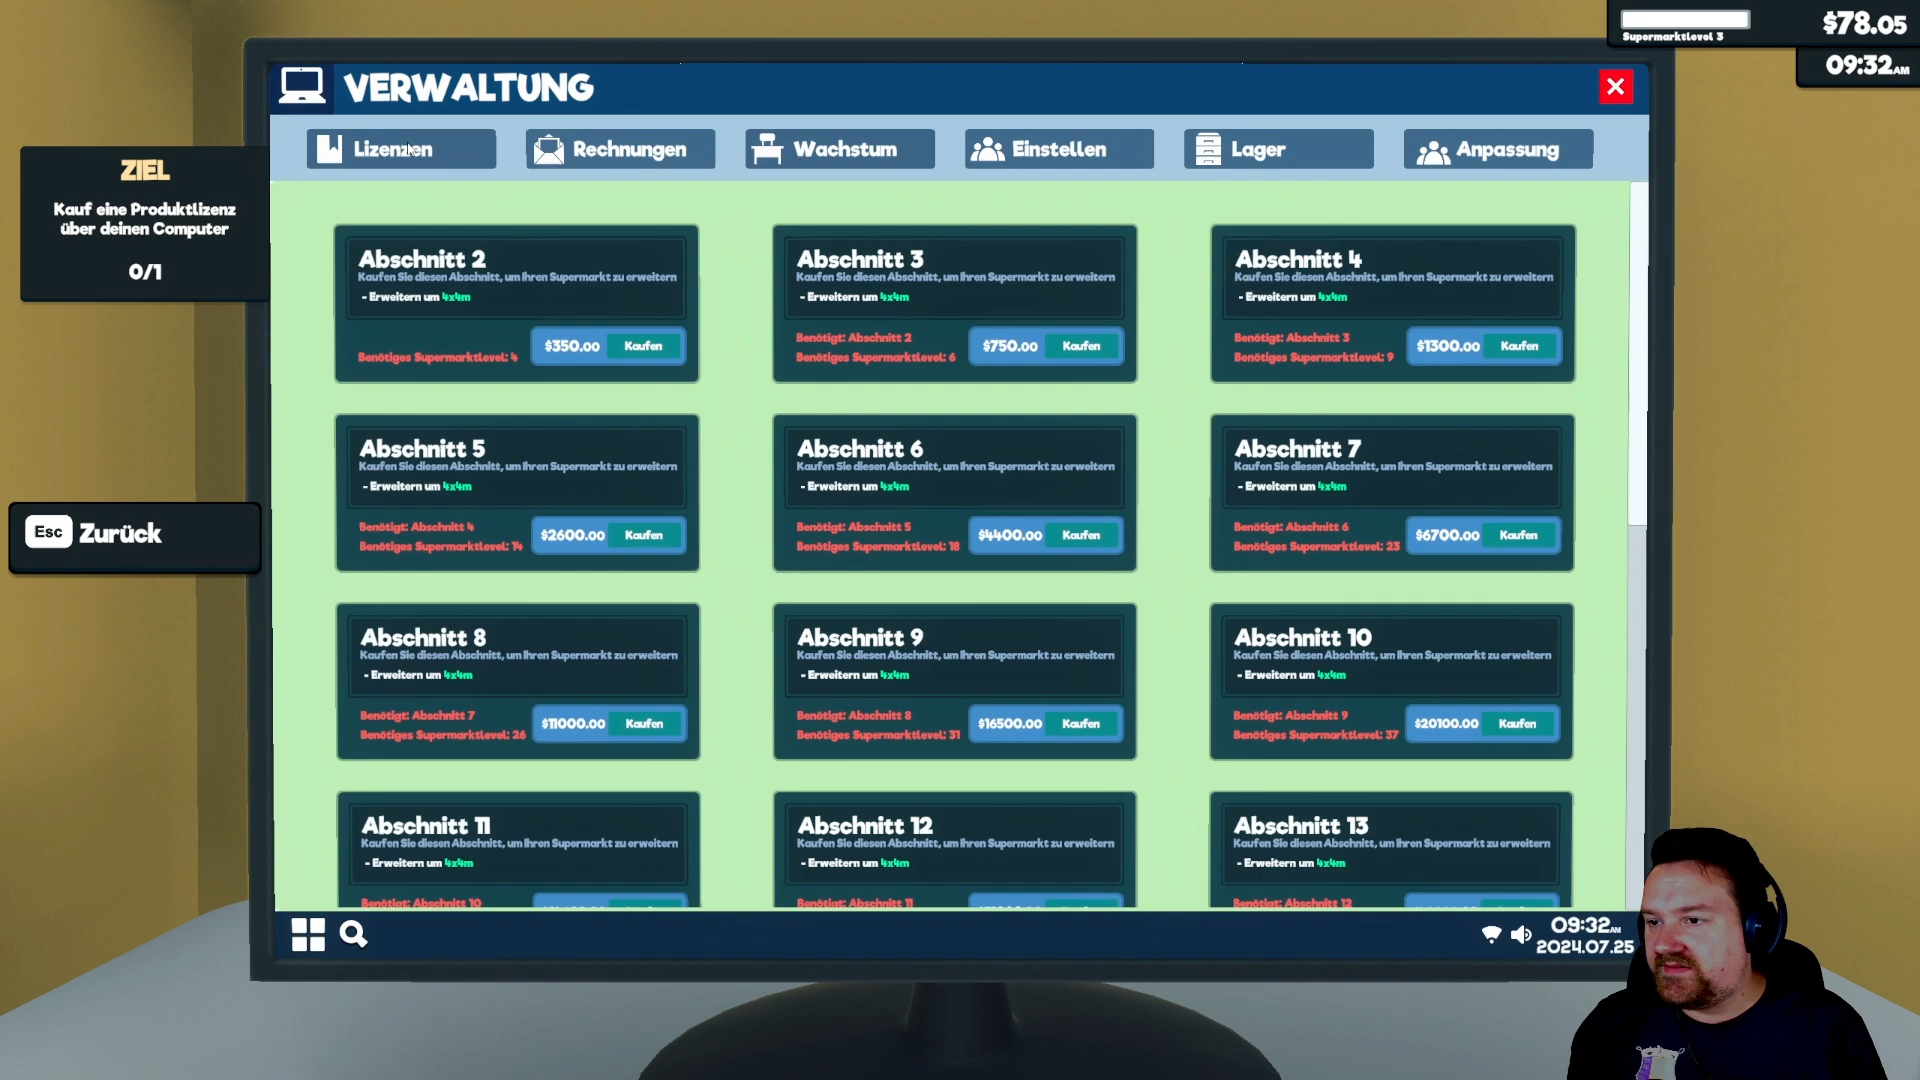 $78.05
Supermarktlevel 3
09:32AM
VERWALTUNG
Lizenzen
Rechnungen
Wachstum
Einstellen
Lager
Anpassung
ZIEL
Kauf eine Produktlizenz
über deinen Computer
0/1
Esc Zurück
Abschnitt 2
Kaufen Sie diesen Abschnitt, um Ihren Supermarkt zu erweitern
- Erweitern um 4x4m
Benötiges Supermarktlevel: 4
$350.00 Kaufen
Abschnitt 3
Kaufen Sie diesen Abschnitt, um Ihren Supermarkt zu erweitern
- Erweitern um 4x4m
Benötigt: Abschnitt 2
Benötiges Supermarktlevel: 6
$750.00 Kaufen
Abschnitt 4
Kaufen Sie diesen Abschnitt, um Ihren Supermarkt zu erweitern
- Erweitern um 4x4m
Benötigt: Abschnitt 3
Benötiges Supermarktlevel: 9
$1300.00 Kaufen
Abschnitt 5
Kaufen Sie diesen Abschnitt, um Ihren Supermarkt zu erweitern
- Erweitern um 4x4m
Benötigt: Abschnitt 4
Benötiges Supermarktlevel: 14
$2600.00 Kaufen
Abschnitt 6
Kaufen Sie diesen Abschnitt, um Ihren Supermarkt zu erweitern
- Erweitern um 4x4m
Benötigt: Abschnitt 5
Benötiges Supermarktlevel: 18
$4400.00 Kaufen
Abschnitt 7
Kaufen Sie diesen Abschnitt, um Ihren Supermarkt zu erweitern
- Erweitern um 4x4m
Benötigt: Abschnitt 6
Benötiges Supermarktlevel: 23
$6700.00 Kaufen
Abschnitt 8
Kaufen Sie diesen Abschnitt, um Ihren Supermarkt zu erweitern
- Erweitern um 4x4m
Benötigt: Abschnitt 7
Benötiges Supermarktlevel: 26
$11000.00 Kaufen
Abschnitt 9
Kaufen Sie diesen Abschnitt, um Ihren Supermarkt zu erweitern
- Erweitern um 4x4m
Benötigt: Abschnitt 8
Benötiges Supermarktlevel: 31
$16500.00 Kaufen
Abschnitt 10
Kaufen Sie diesen Abschnitt, um Ihren Supermarkt zu erweitern
- Erweitern um 4x4m
Benötigt: Abschnitt 9
Benötiges Supermarktlevel: 37
$20100.00 Kaufen
Abschnitt 11
Kaufen Sie diesen Abschnitt, um Ihren Supermarkt zu erweitern
- Erweitern um 4x4m
Benötigt: Abschnitt 10
Abschnitt 12
Kaufen Sie diesen Abschnitt, um Ihren Supermarkt zu erweitern
- Erweitern um 4x4m
Benötigt: Abschnitt 11
Abschnitt 13
Kaufen Sie diesen Abschnitt, um Ihren Supermarkt zu erweitern
- Erweitern um 4x4m
Benötigt: Abschnitt 12
09:32AM
2024.07.25